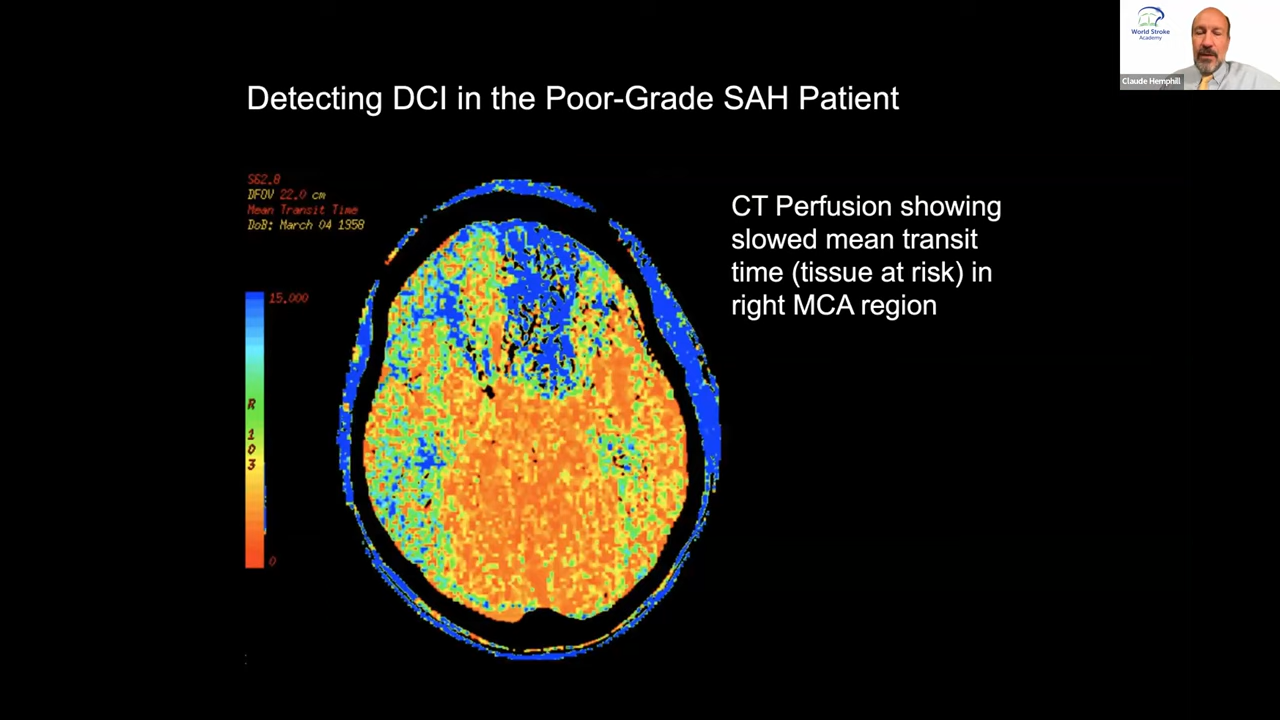 World Stroke
Academy
Claude Hemphill
Detecting DCI in the Poor-Grade SAH Patient
S62.8
DFOV 22.0 cm
Mean Transit Time
DoB: March 04 1958
CT Perfusion showing
slowed mean transit
time (tissue at risk) in
right MCA region
15.000
R
1
0
3
0